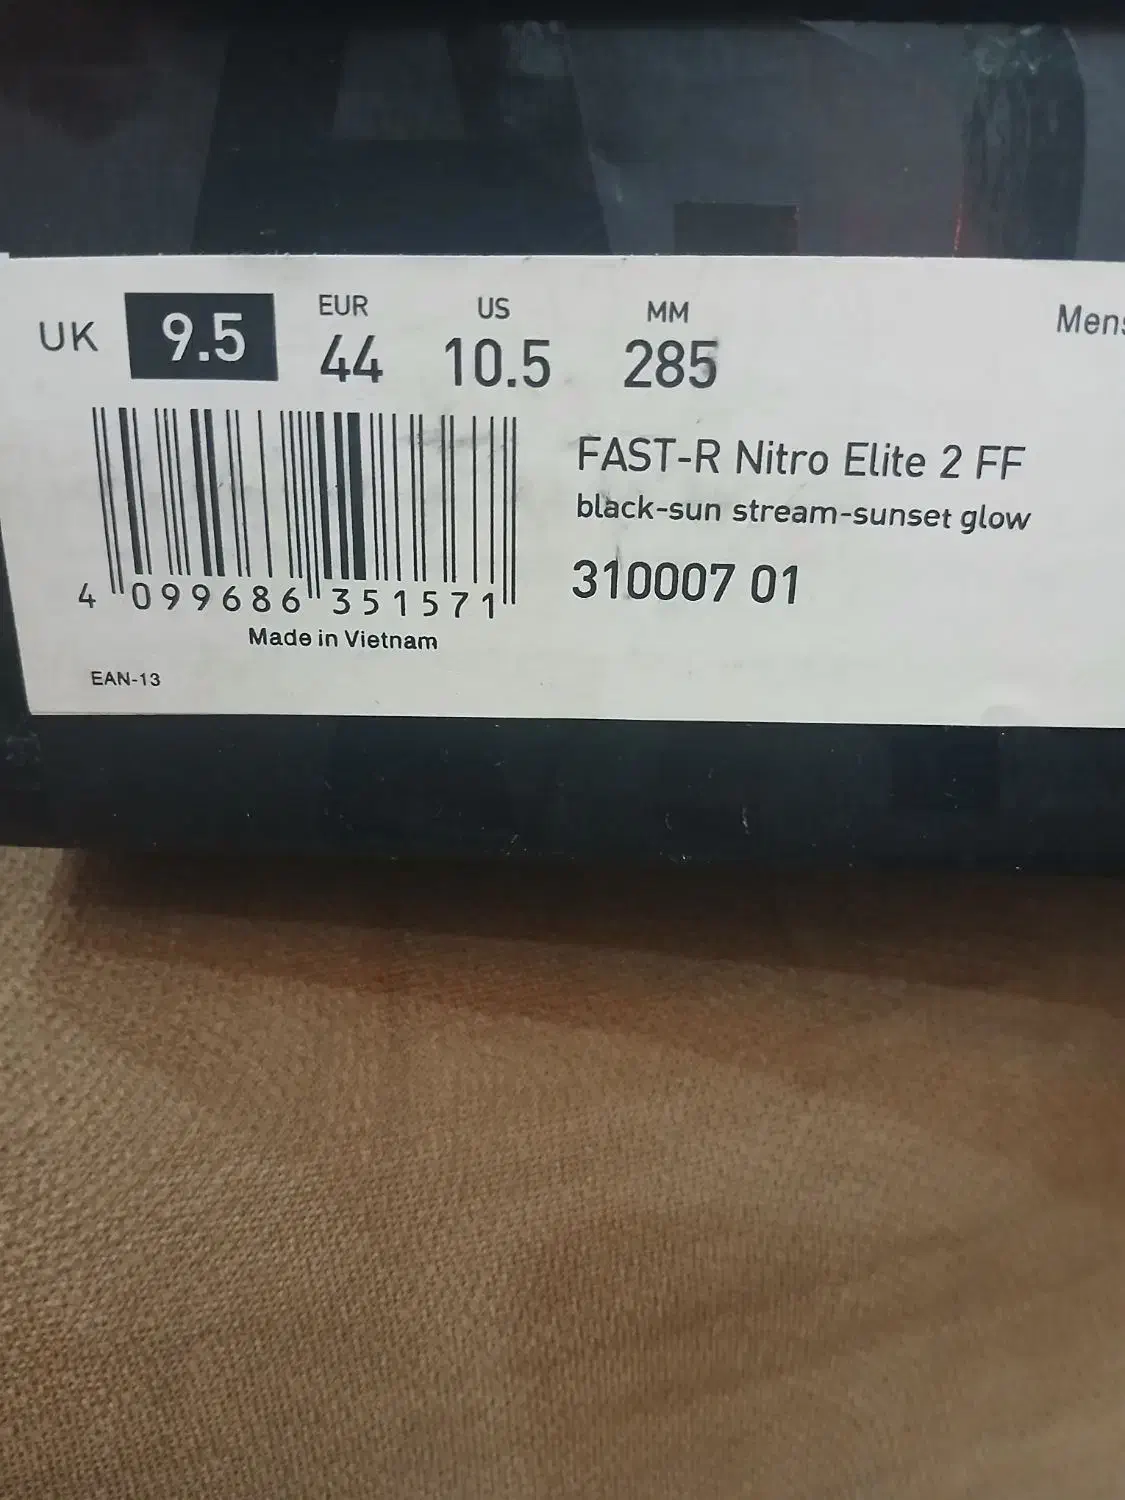 UK 9.5 EUR 44 US 10.5 MM 285 Mens
FAST-R Nitro Elite 2 FF
black-sun stream-sunset glow
310007 01
4 099686 351571
Made in Vietnam
EAN-13